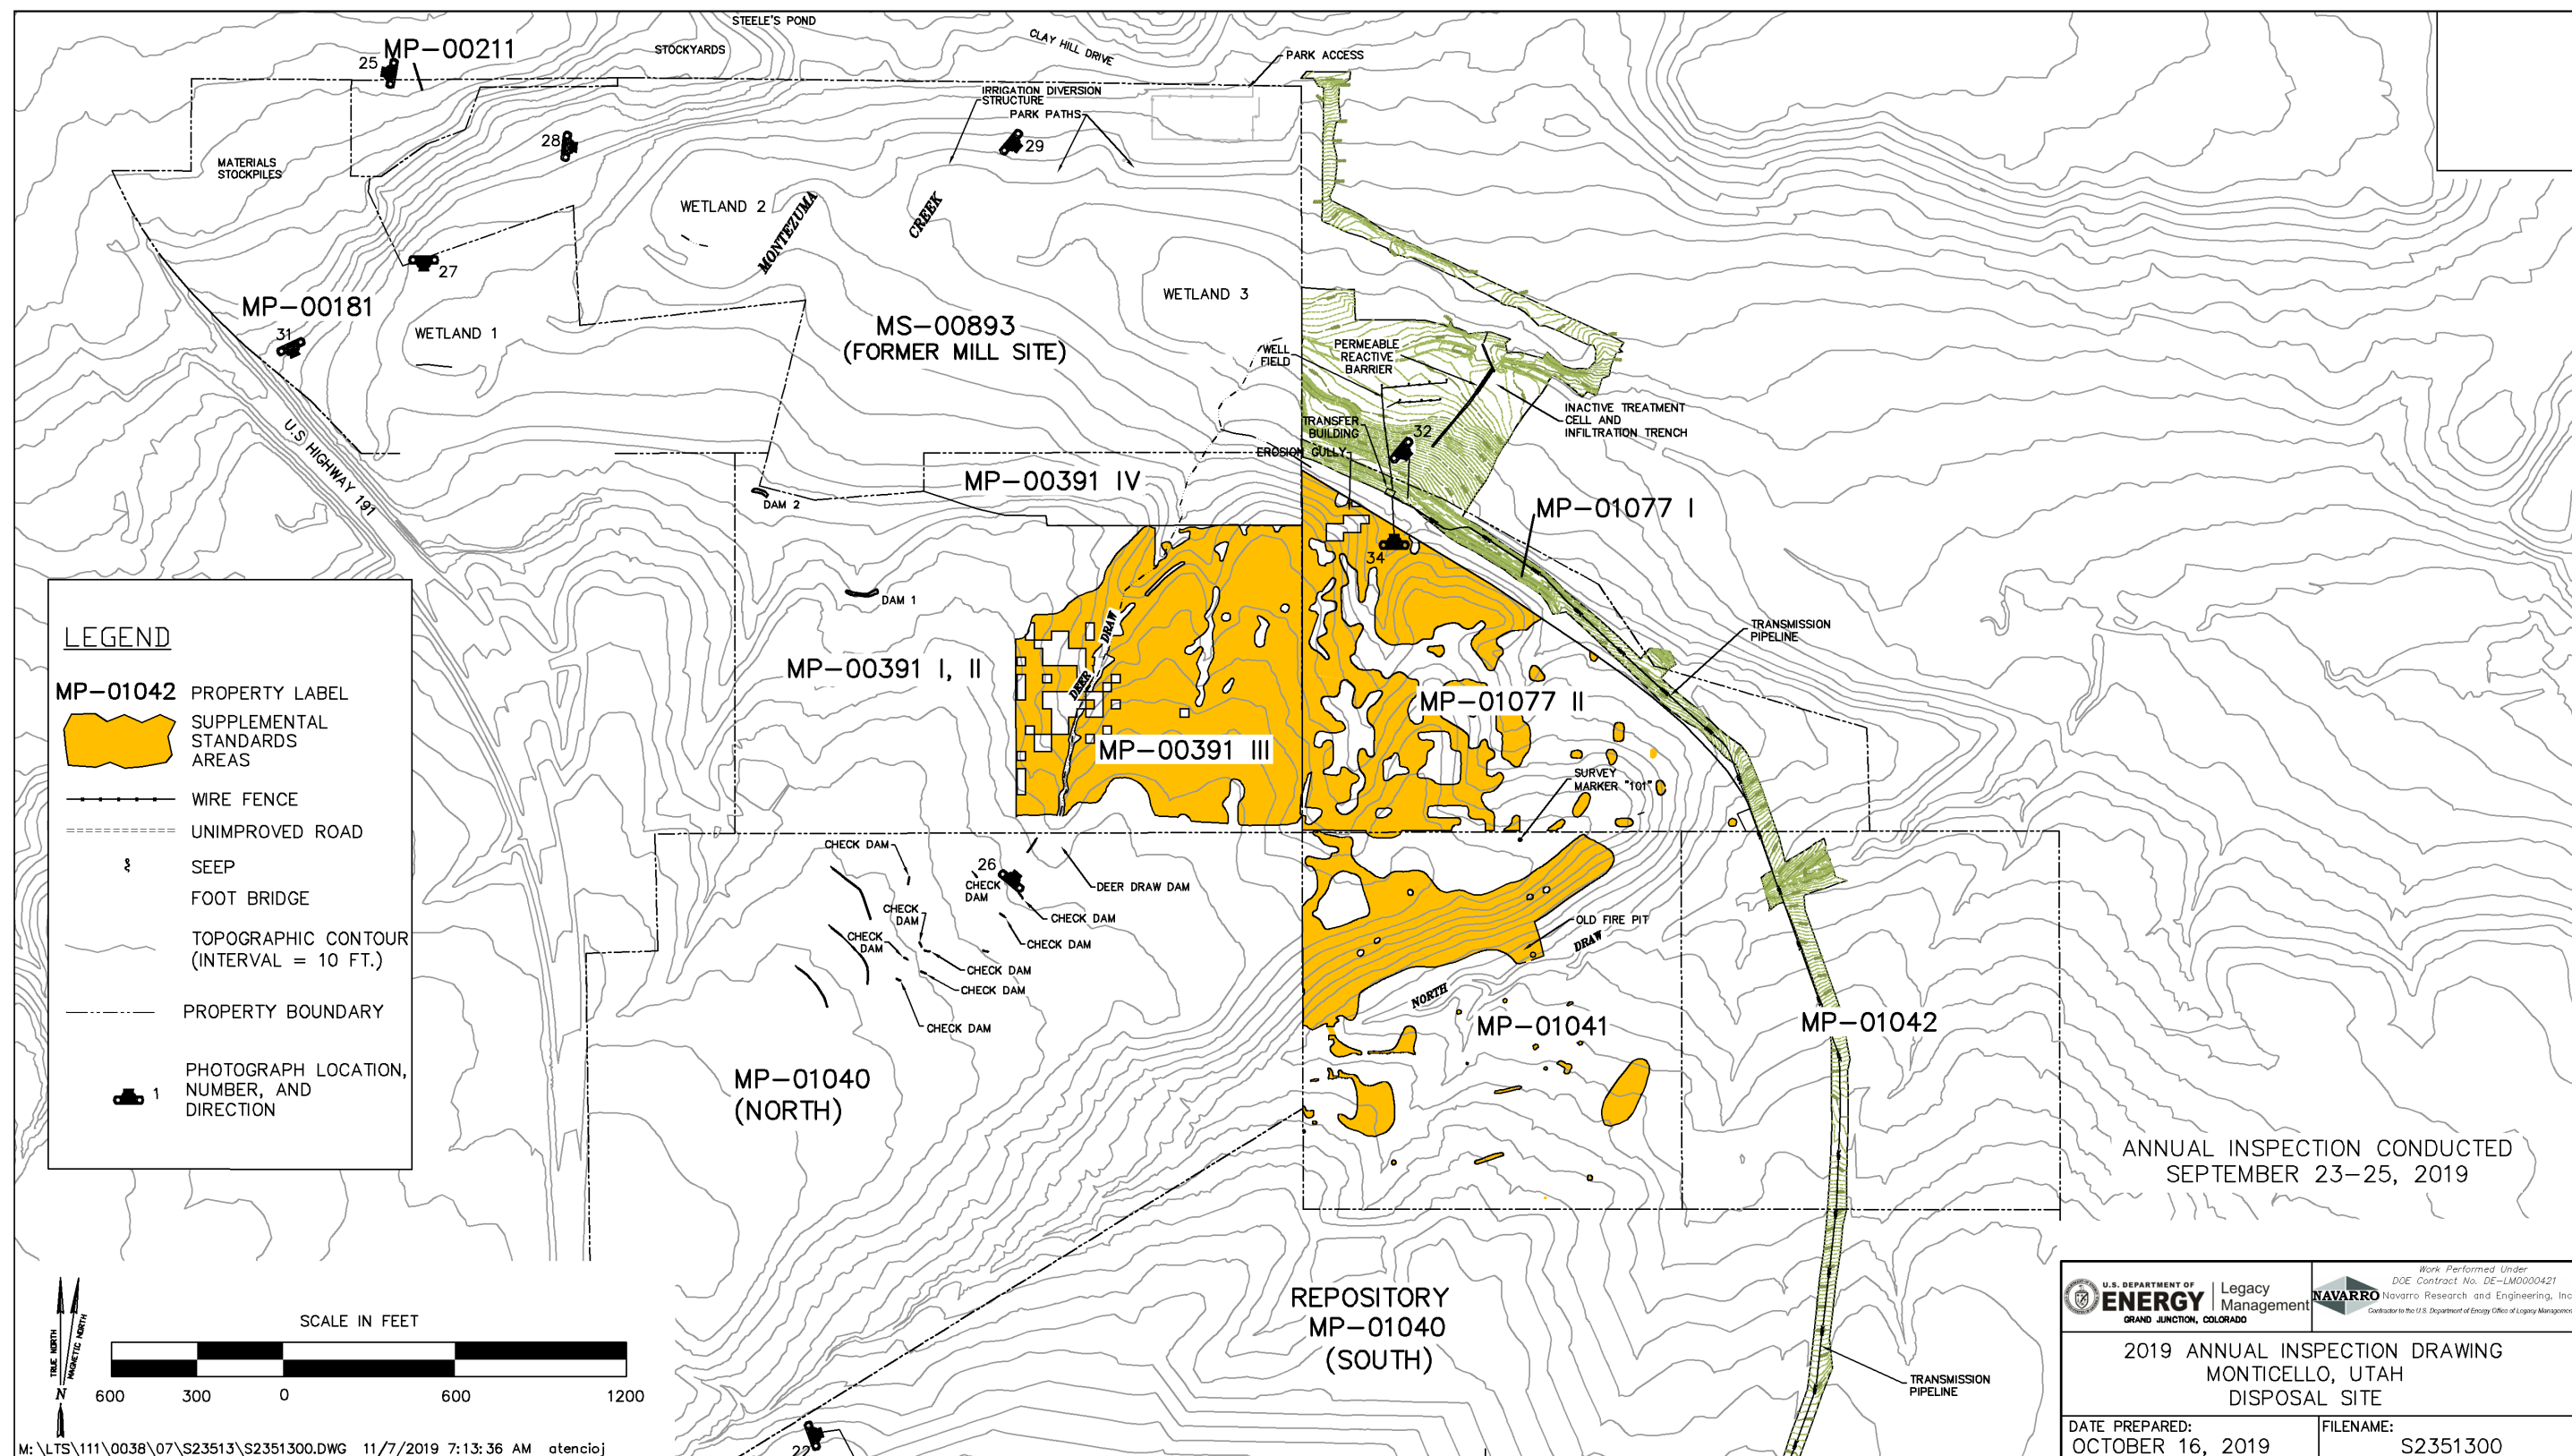 STEELE'S POND
MP-00211
25
STOCKYARDS
CLAY HILL DRIVE
PARK ACCESS
IRRIGATION DIVERSION
STRUCTURE
PARK PATHS
28
29
MATERIALS
STOCKPILES
WETLAND 2
MONTEZUMA
CREEK
27
WETLAND 3
MP-00181
31
WETLAND 1
MS-00893
(FORMER MILL SITE)
WELL
FIELD
PERMEABLE
REACTIVE
BARRIER
INACTIVE TREATMENT
CELL AND
INFILTRATION TRENCH
TRANSFER
BUILDING
32
EROSION GULLY
U.S HIGHWAY 191
MP-00391 IV
DAM 2
MP-01077 I
34
DAM 1
DEER DRAW
TRANSMISSION
PIPELINE
MP-00391 I, II
MP-01077 II
MP-00391 III
SURVEY
MARKER "101"
CHECK DAM
26
CHECK
DAM
DEER DRAW DAM
CHECK
DAM
CHECK DAM
CHECK
DAM
CHECK DAM
CHECK DAM
CHECK DAM
CHECK DAM
OLD FIRE PIT
NORTH DRAW
MP-01041
MP-01042
MP-01040
(NORTH)
LEGEND
MP-01042 PROPERTY LABEL
SUPPLEMENTAL
STANDARDS
AREAS
WIRE FENCE
UNIMPROVED ROAD
SEEP
FOOT BRIDGE
TOPOGRAPHIC CONTOUR
(INTERVAL = 10 FT.)
PROPERTY BOUNDARY
1
PHOTOGRAPH LOCATION,
NUMBER, AND
DIRECTION
ANNUAL INSPECTION CONDUCTED
SEPTEMBER 23-25, 2019
REPOSITORY
MP-01040
(SOUTH)
TRANSMISSION
PIPELINE
22
TRUE NORTH
MAGNETIC NORTH
N
SCALE IN FEET
600 300 0 600 1200
M:\LTS\111\0038\07\S23513\S2351300.DWG 11/7/2019 7:13:36 AM atencioj
U.S. DEPARTMENT OF
ENERGY
Legacy
Management
GRAND JUNCTION, COLORADO
NAVARRO
Work Performed Under
DOE Contract No. DE-LM0000421
Navarro Research and Engineering, Inc
Contractor to the U.S. Department of Energy Office of Legacy Management
2019 ANNUAL INSPECTION DRAWING
MONTICELLO, UTAH
DISPOSAL SITE
DATE PREPARED:
OCTOBER 16, 2019
FILENAME:
S2351300